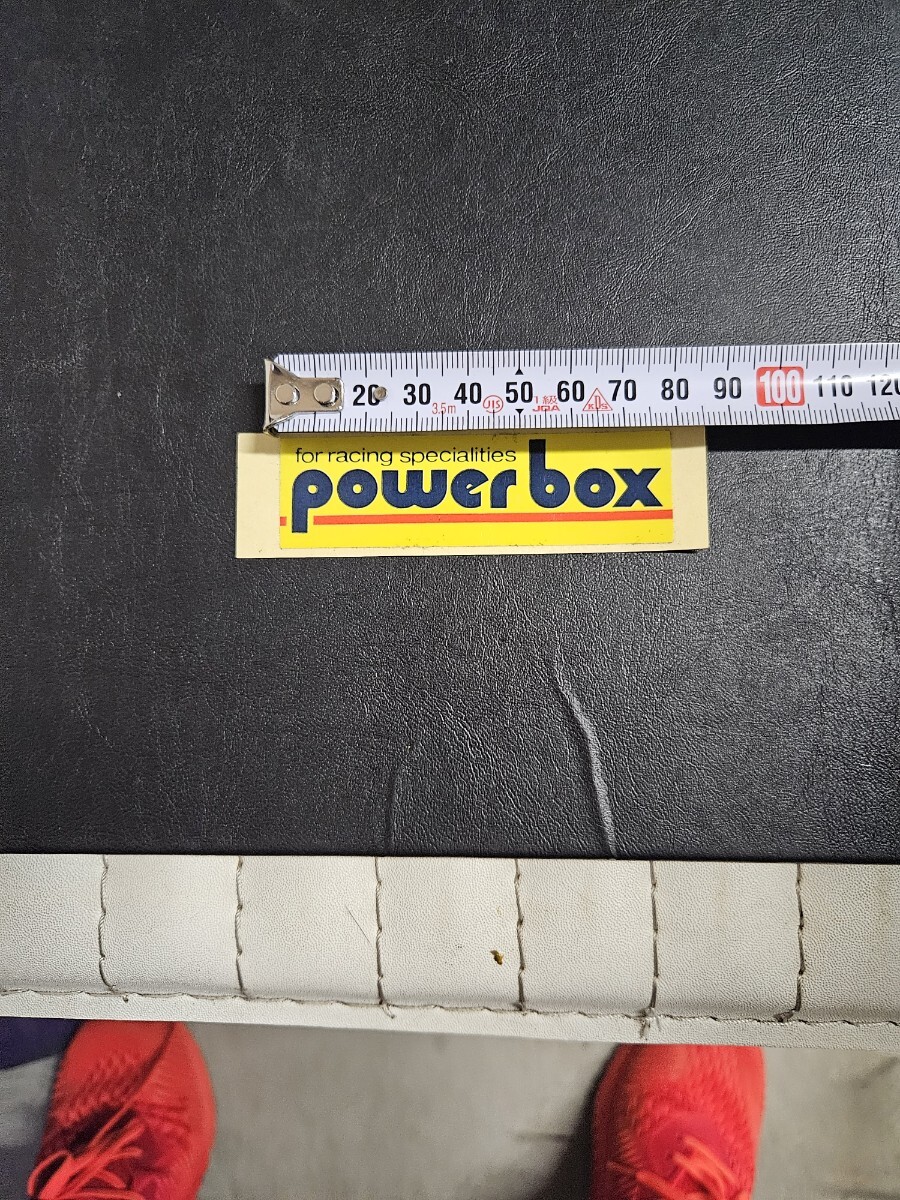 20 30 40 50 60 70 80 90 100 110 120
3.5m JIS 1級 JQA KDS
for racing specialities
power box